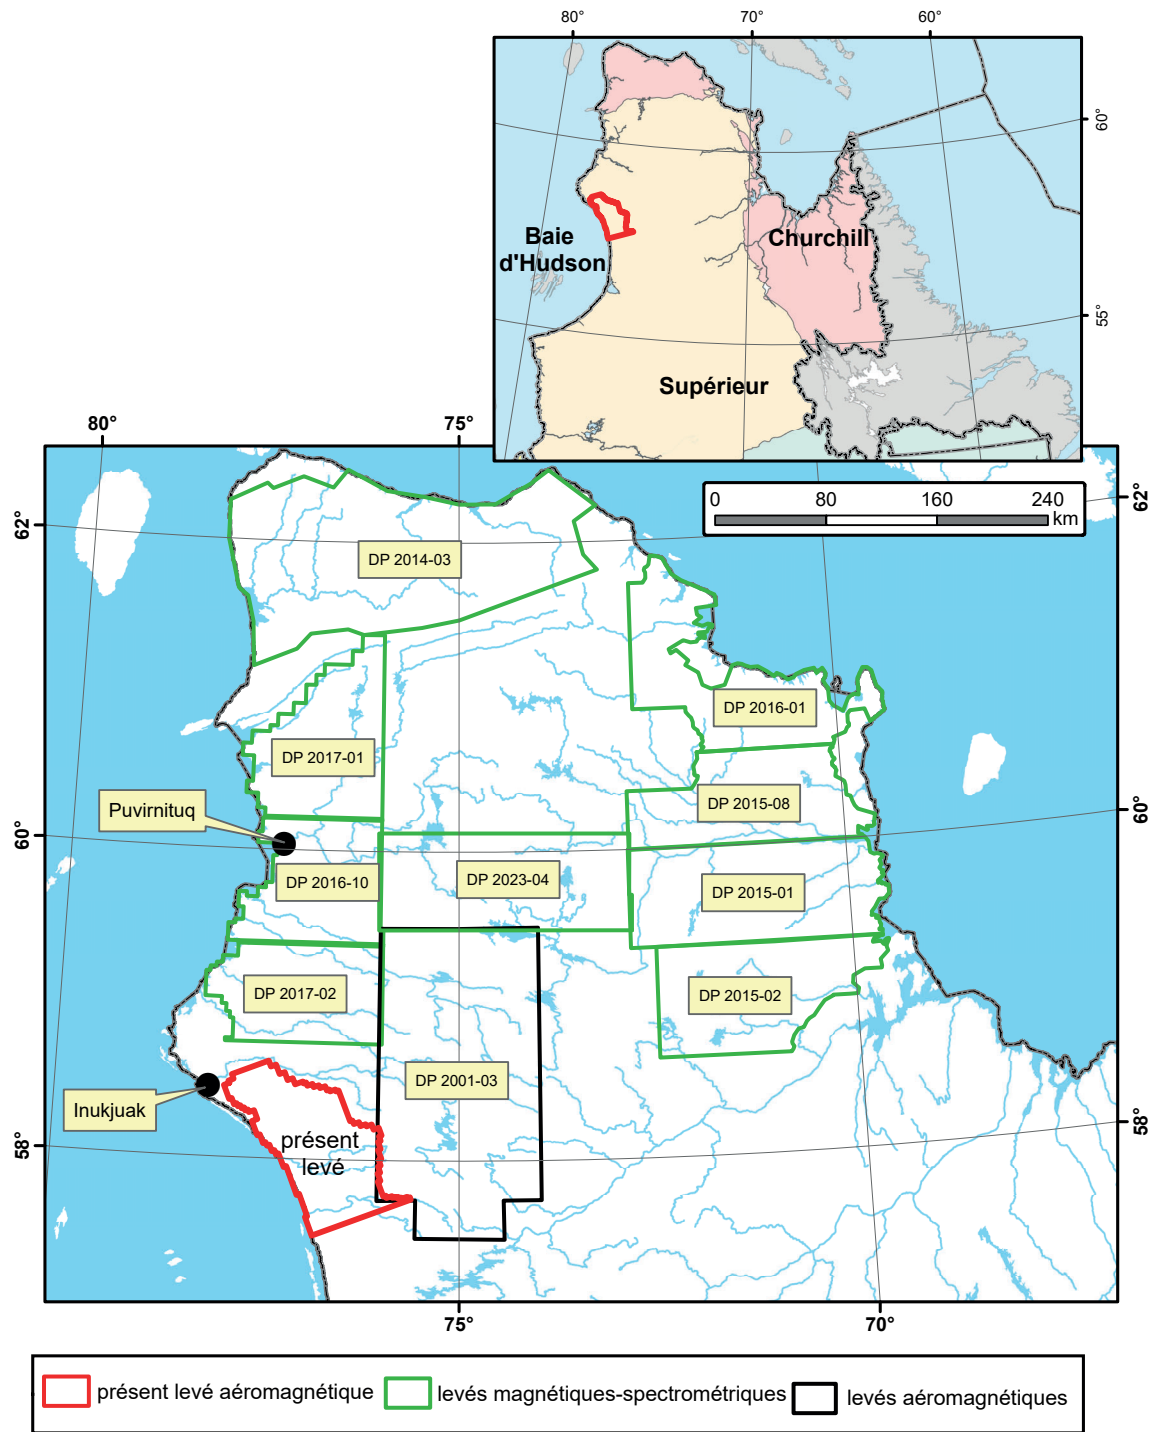 80°
70°
60°
60°
55°
Baie
d'Hudson
Churchill
Supérieur
80°
75°
0
80
160
240
km
62°
62°
DP 2014-03
DP 2016-01
DP 2017-01
DP 2015-08
Puvirnituq
60°
60°
DP 2016-10
DP 2023-04
DP 2015-01
DP 2017-02
DP 2015-02
DP 2001-03
Inukjuak
58°
58°
présent
levé
75°
70°
présent levé aéromagnétique
levés magnétiques-spectrométriques
levés aéromagnétiques